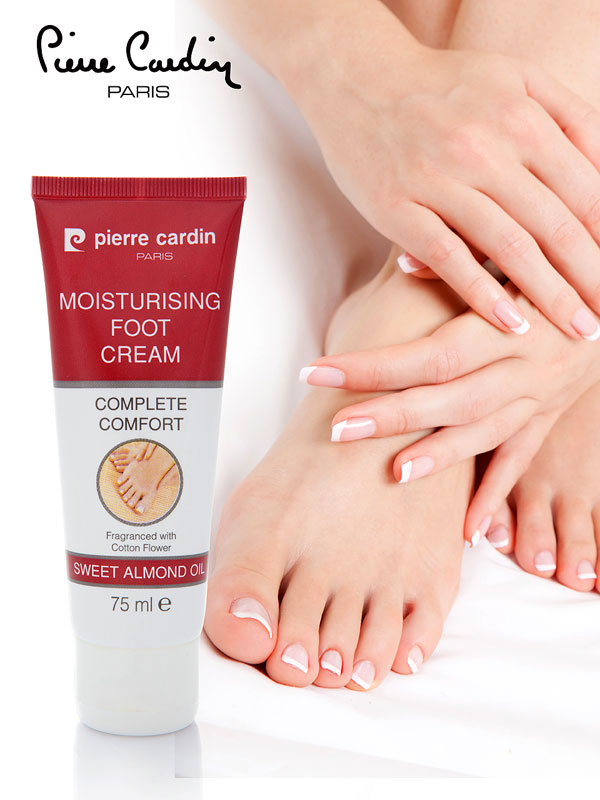 Pierre Cardin
PARIS
pierre cardin
PARIS
MOISTURISING
FOOT
CREAM
COMPLETE
COMFORT
Fragranced with
Cotton Flower
SWEET ALMOND OIL
75 ml ℮